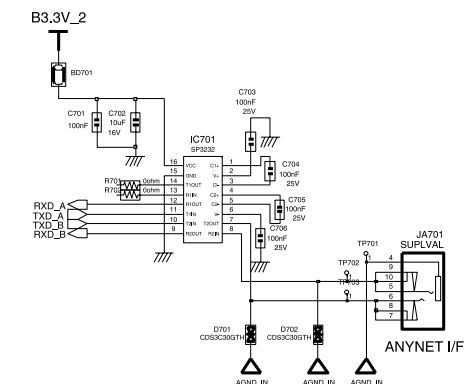 B3.3V_2
BD701
C701
100nF
C702
10uF
16V
C703
100nF
25V
IC701
SP3232
C704
100nF
25V
C705
100nF
25V
C706
100nF
25V
16 VCC C1+ 1
15 GND V+ 2
14 T1OUT C1- 3
13 R1IN C2+ 4
12 R1OUT C2- 5
11 T1IN V- 6
10 T2IN T2OUT 7
9 R2OUT R2IN 8
R701 0ohm
R702 0ohm
RXD_A
TXD_A
TXD_B
RXD_B
TP701
1
TP702
1
TP703
1
JA701
SUPLVAL
4
9
10
5
6
8
7
ANYNET I/F
D701
CDS3C30GTH
D702
CDS3C30GTH
AGND_IN
AGND_IN
AGND_IN